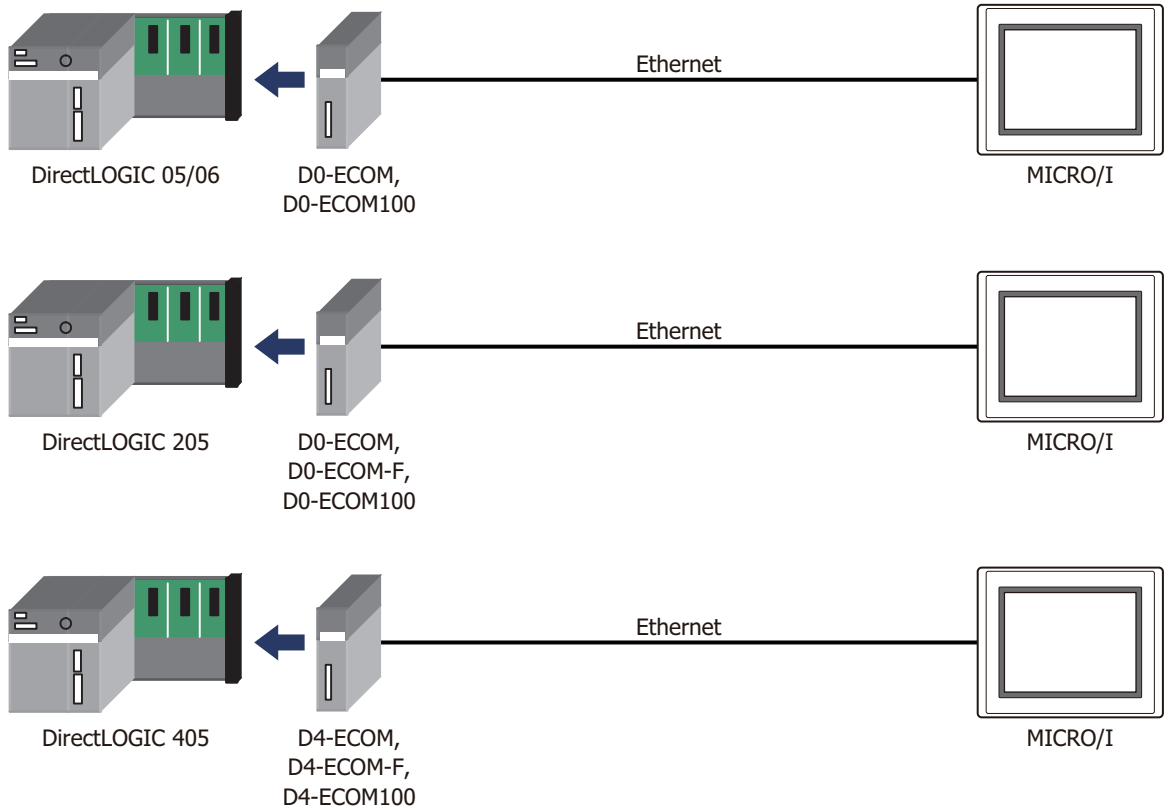 Ethernet
DirectLOGIC 05/06
D0-ECOM,
D0-ECOM100
MICRO/I
Ethernet
DirectLOGIC 205
D0-ECOM,
D0-ECOM-F,
D0-ECOM100
MICRO/I
Ethernet
DirectLOGIC 405
D4-ECOM,
D4-ECOM-F,
D4-ECOM100
MICRO/I